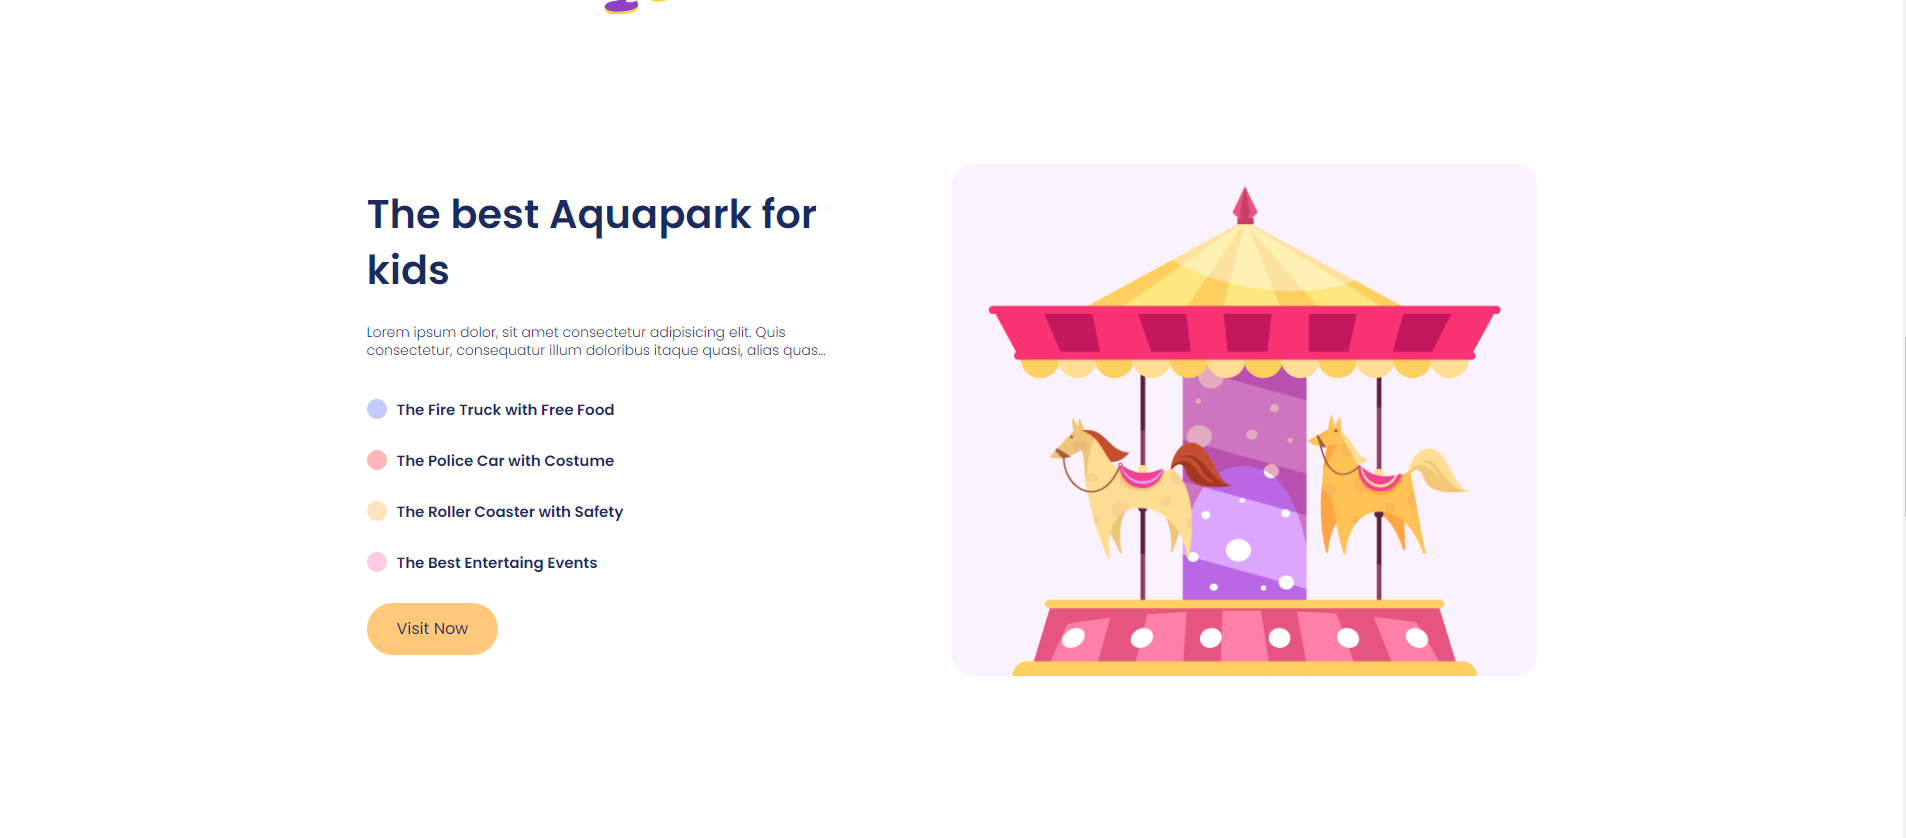 The best Aquapark for
kids
Lorem ipsum dolor, sit amet consectetur adipisicing elit. Quis
consectetur, consequatur illum doloribus itaque quasi, alias quas...
The Fire Truck with Free Food
The Police Car with Costume
The Roller Coaster with Safety
The Best Entertaing Events
Visit Now